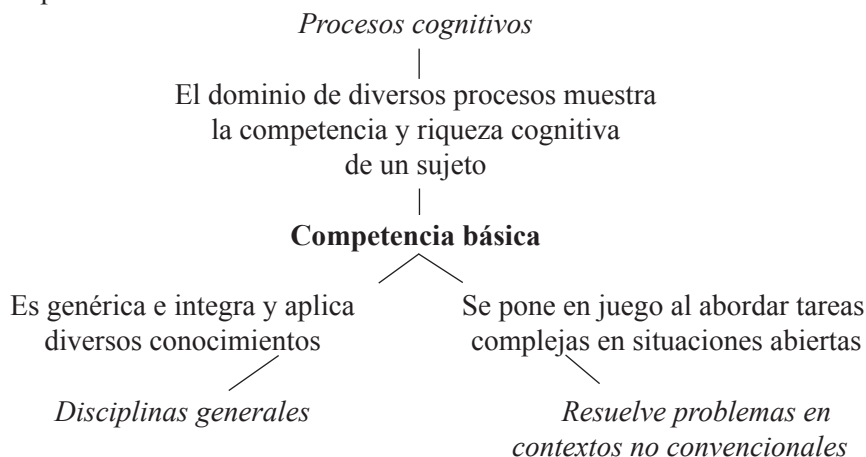 Procesos cognitivos
El dominio de diversos procesos muestra
la competencia y riqueza cognitiva
de un sujeto
Competencia básica
Es genérica e integra y aplica
diversos conocimientos
Se pone en juego al abordar tareas
complejas en situaciones abiertas
Disciplinas generales
Resuelve problemas en
contextos no convencionales